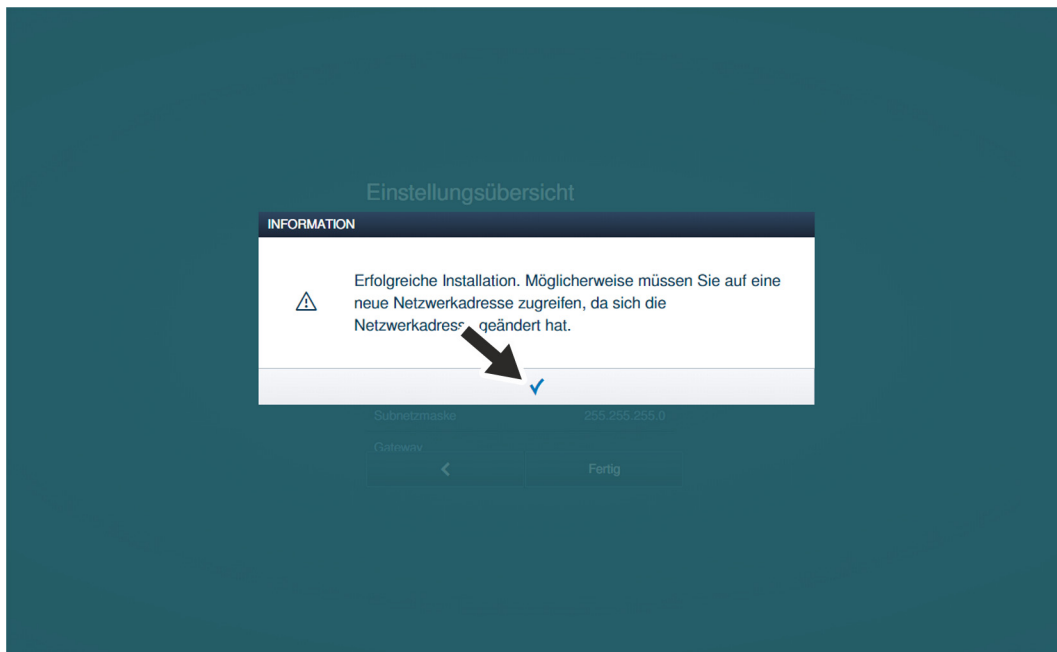 Einstellungsübersicht
INFORMATION
Erfolgreiche Installation. Möglicherweise müssen Sie auf eine
neue Netzwerkadresse zugreifen, da sich die
geändert hat.
Subnetzmaske 255.255.255.0
Gateway
Fertig